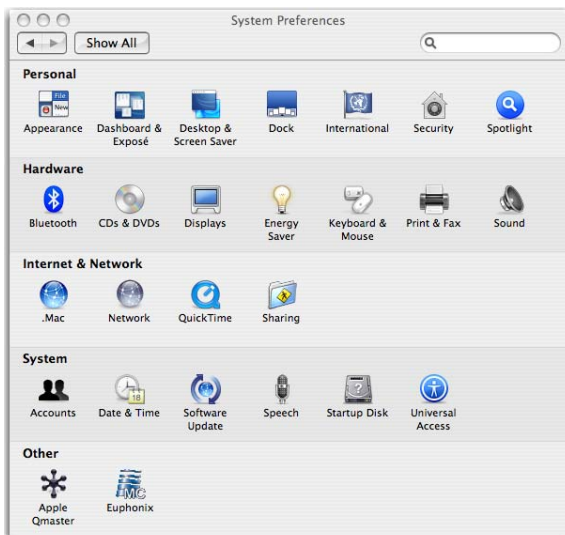 System Preferences
Show All
Personal
File
New
Appearance
Dashboard &
Exposé
Desktop &
Screen Saver
Dock
International
Security
Spotlight
Hardware
Bluetooth
CDs & DVDs
Displays
Energy
Saver
Keyboard &
Mouse
Print & Fax
Sound
Internet & Network
.Mac
Network
QuickTime
Sharing
System
18
?
Accounts
Date & Time
Software
Update
Speech
Startup Disk
Universal
Access
Other
MC
Apple
Qmaster
Euphonix